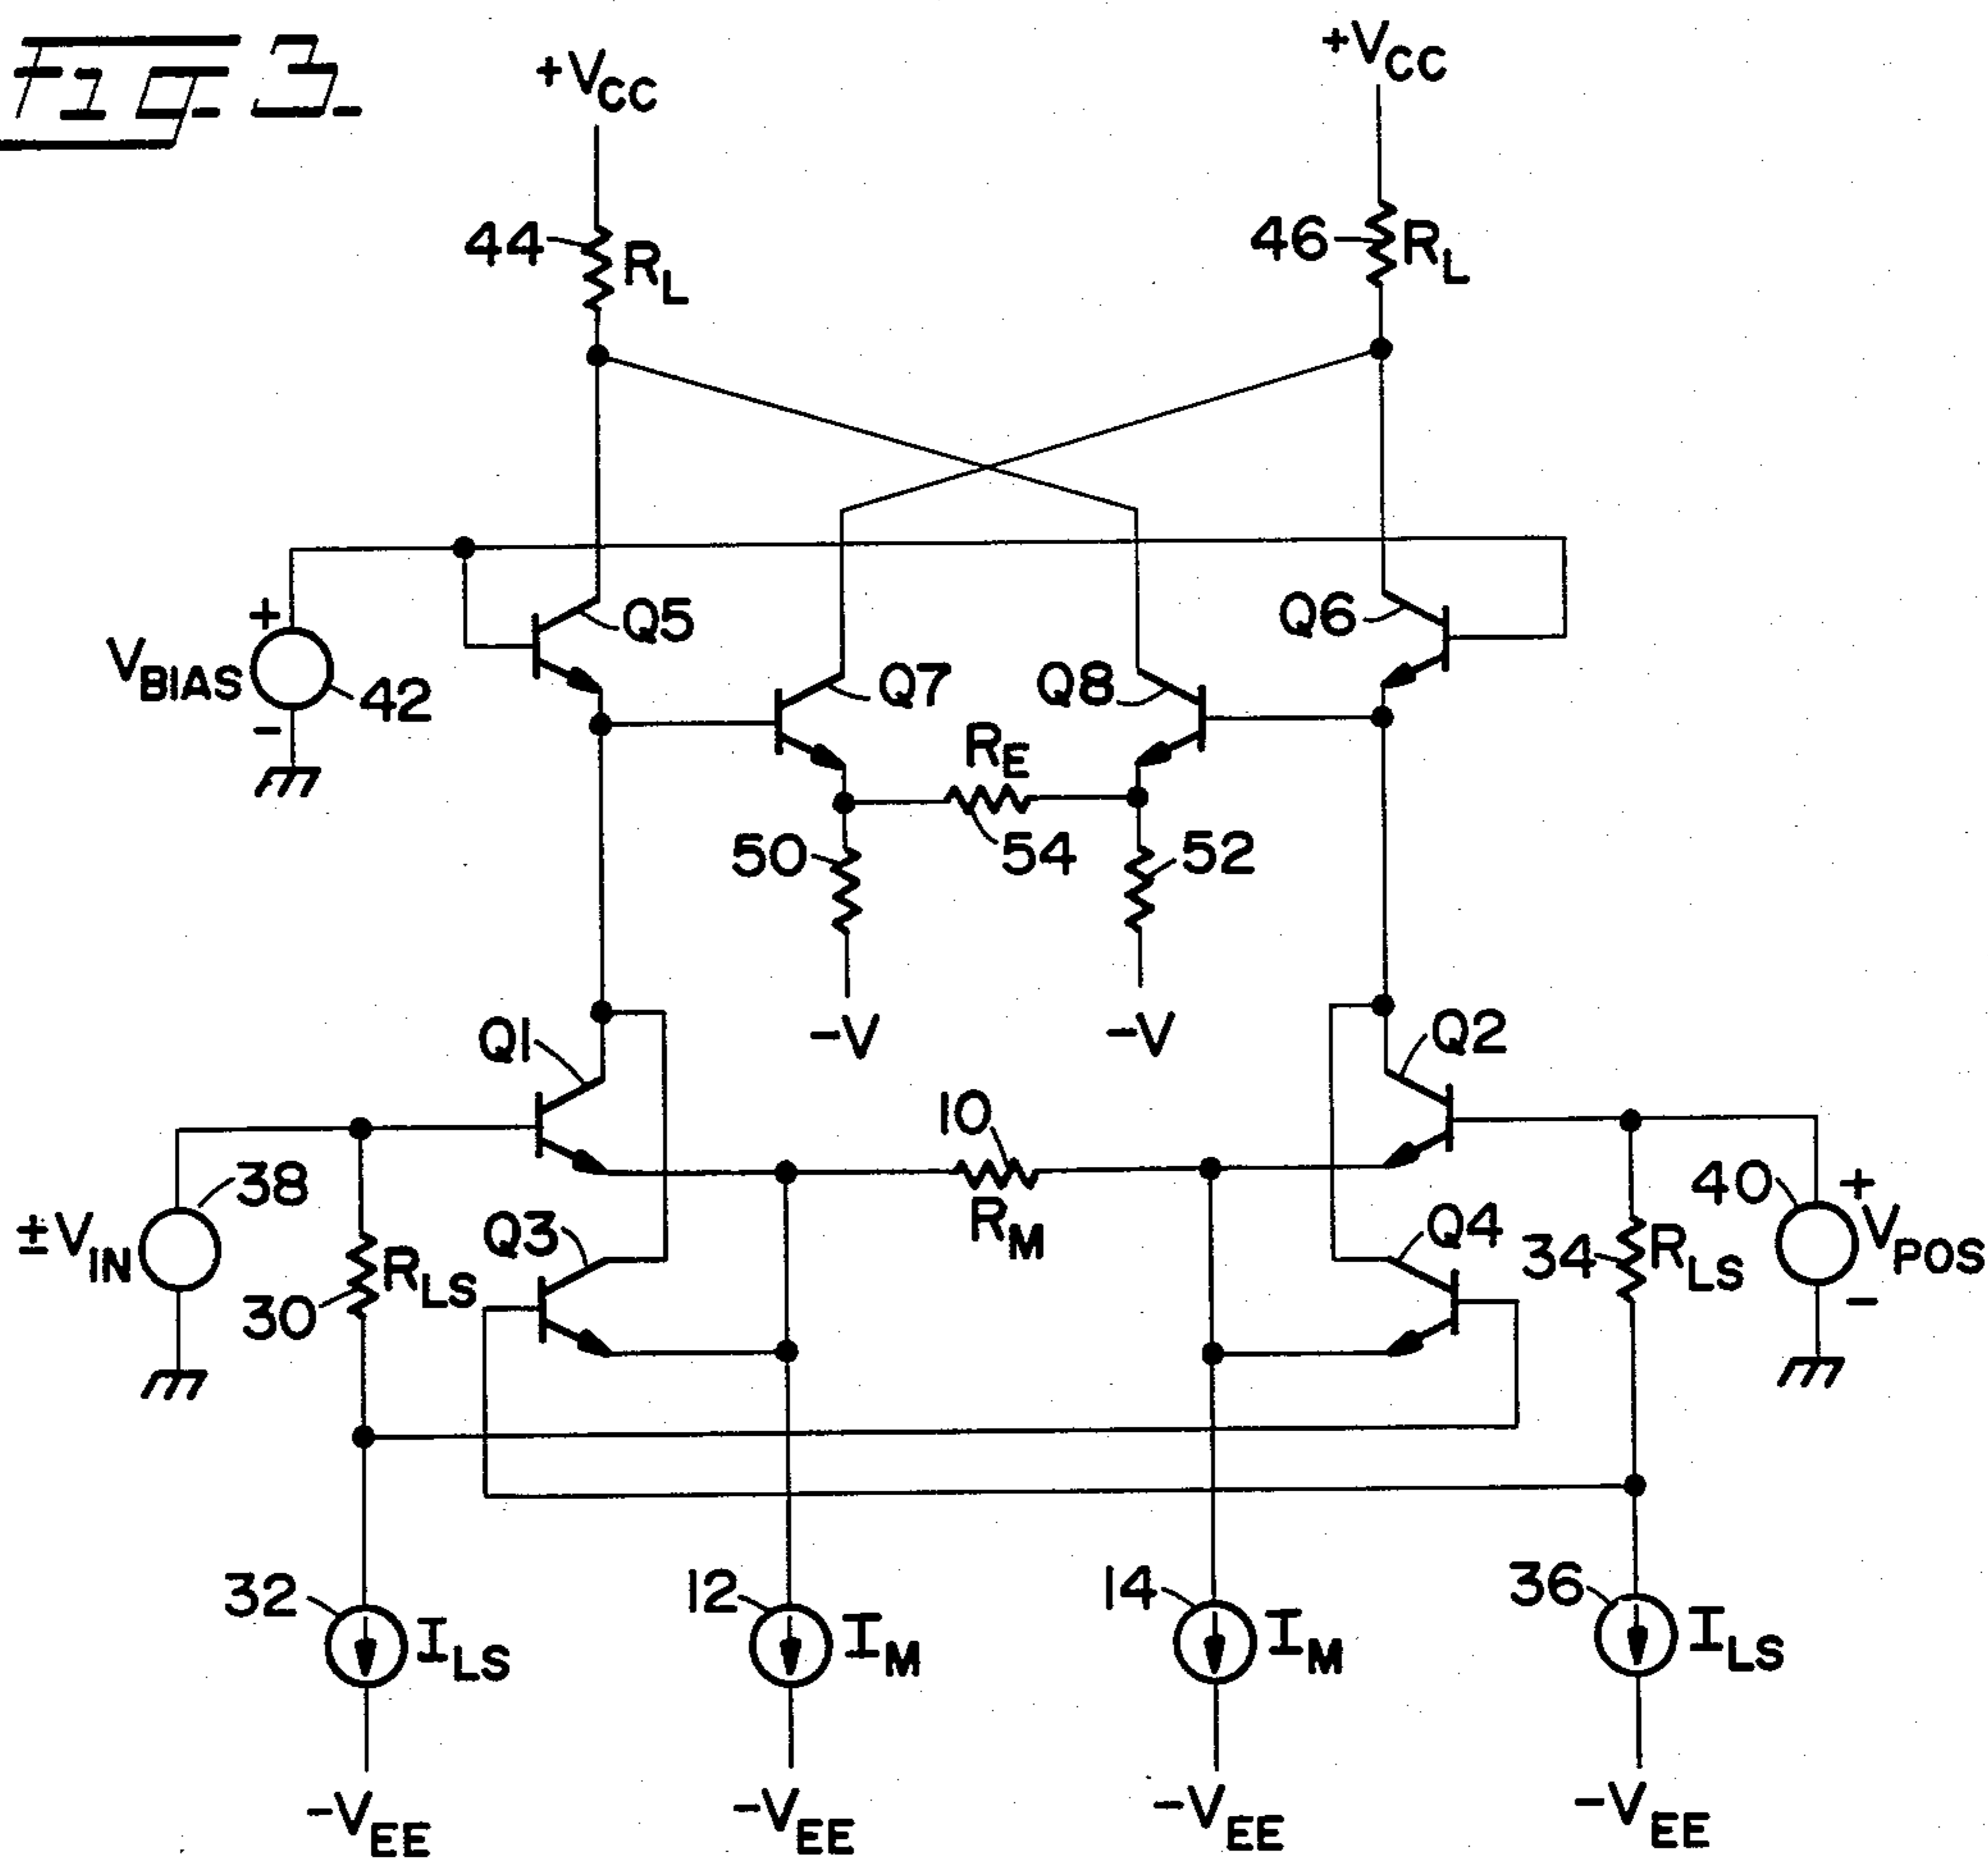 Fig. 3.
+VCC
+VCC
44
RL
46
RL
Q5
Q6
+
VBIAS
42
-
Q7
Q8
RE
50
54
52
-V
-V
Q1
Q2
10
38
40
+
±VIN
Q3
RM
Q4
VPOS
RLS
34
RLS
30
-
32
ILS
12
IM
14
IM
36
ILS
-VEE
-VEE
-VEE
-VEE